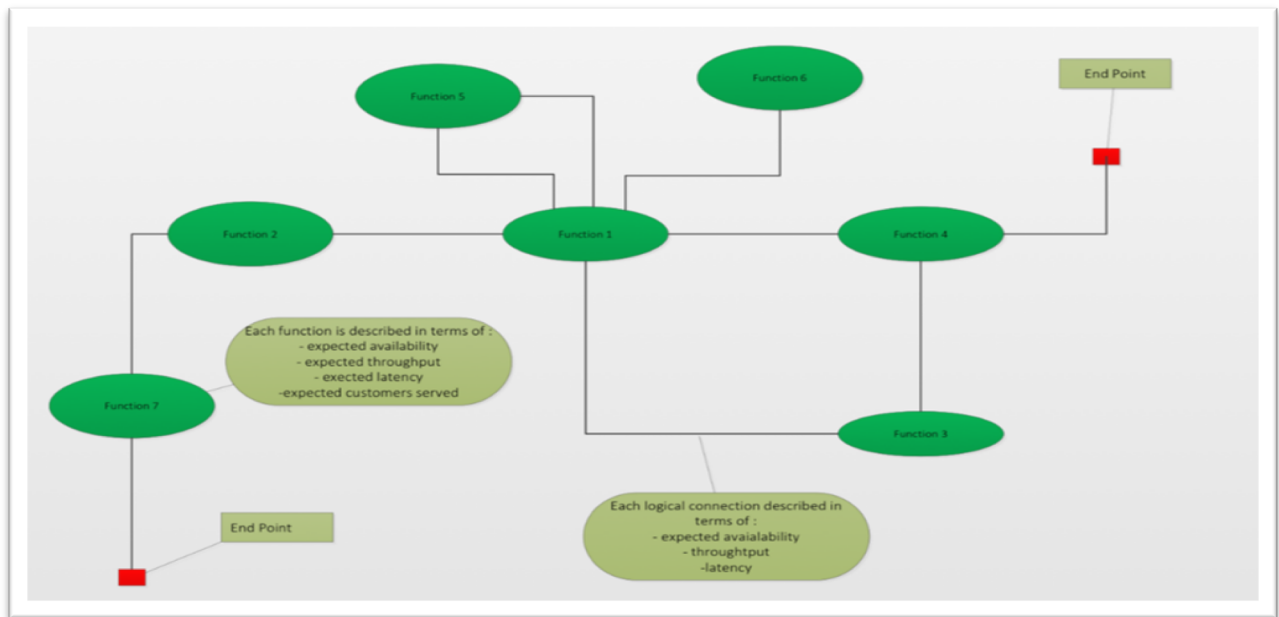 Function 5
Function 6
End Point
Function 2
Function 1
Function 4
Each function is described in terms of :
- expected availability
- expected throughput
- exected latency
-expected customers served
Function 7
Function 3
Each logical connection described in
terms of :
- expected avaialability
- throughtput
-latency
End Point